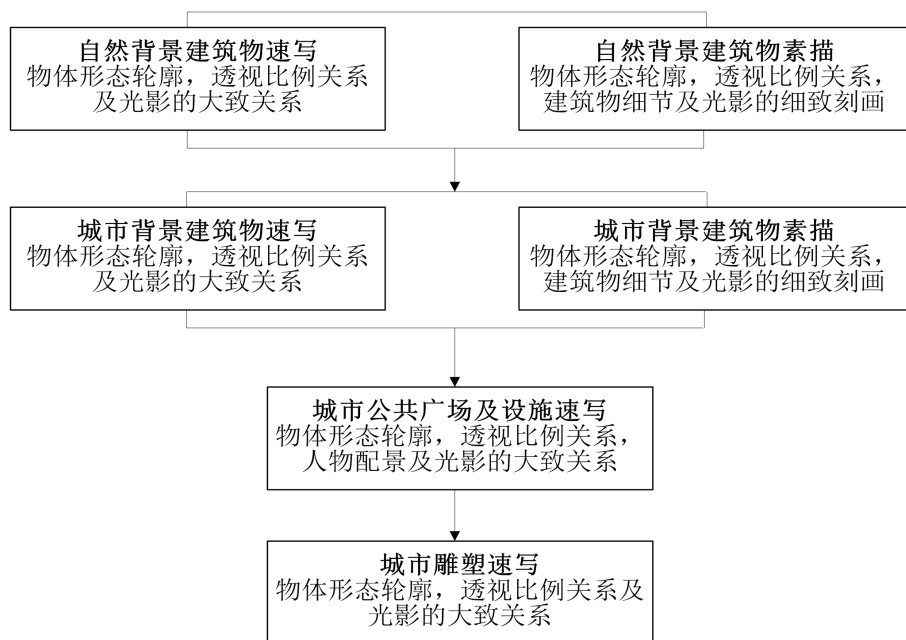 自然背景建筑物速写
物体形态轮廓，透视比例关系
及光影的大致关系
自然背景建筑物素描
物体形态轮廓，透视比例关系，
建筑物细节及光影的细致刻画
城市背景建筑物速写
物体形态轮廓，透视比例关系
及光影的大致关系
城市背景建筑物素描
物体形态轮廓，透视比例关系，
建筑物细节及光影的细致刻画
城市公共广场及设施速写
物体形态轮廓，透视比例关系，
人物配景及光影的大致关系
城市雕塑速写
物体形态轮廓，透视比例关系及
光影的大致关系